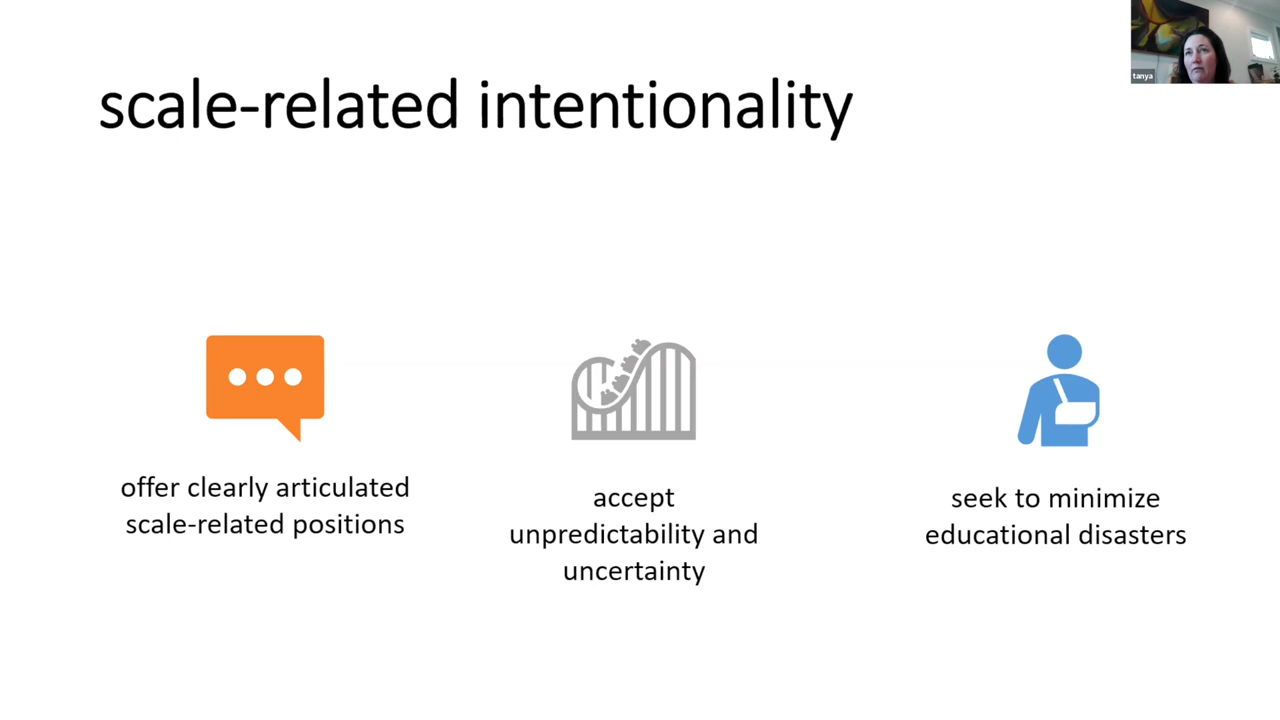 scale-related intentionality
tanya
offer clearly articulated
scale-related positions
accept
unpredictability and
uncertainty
seek to minimize
educational disasters